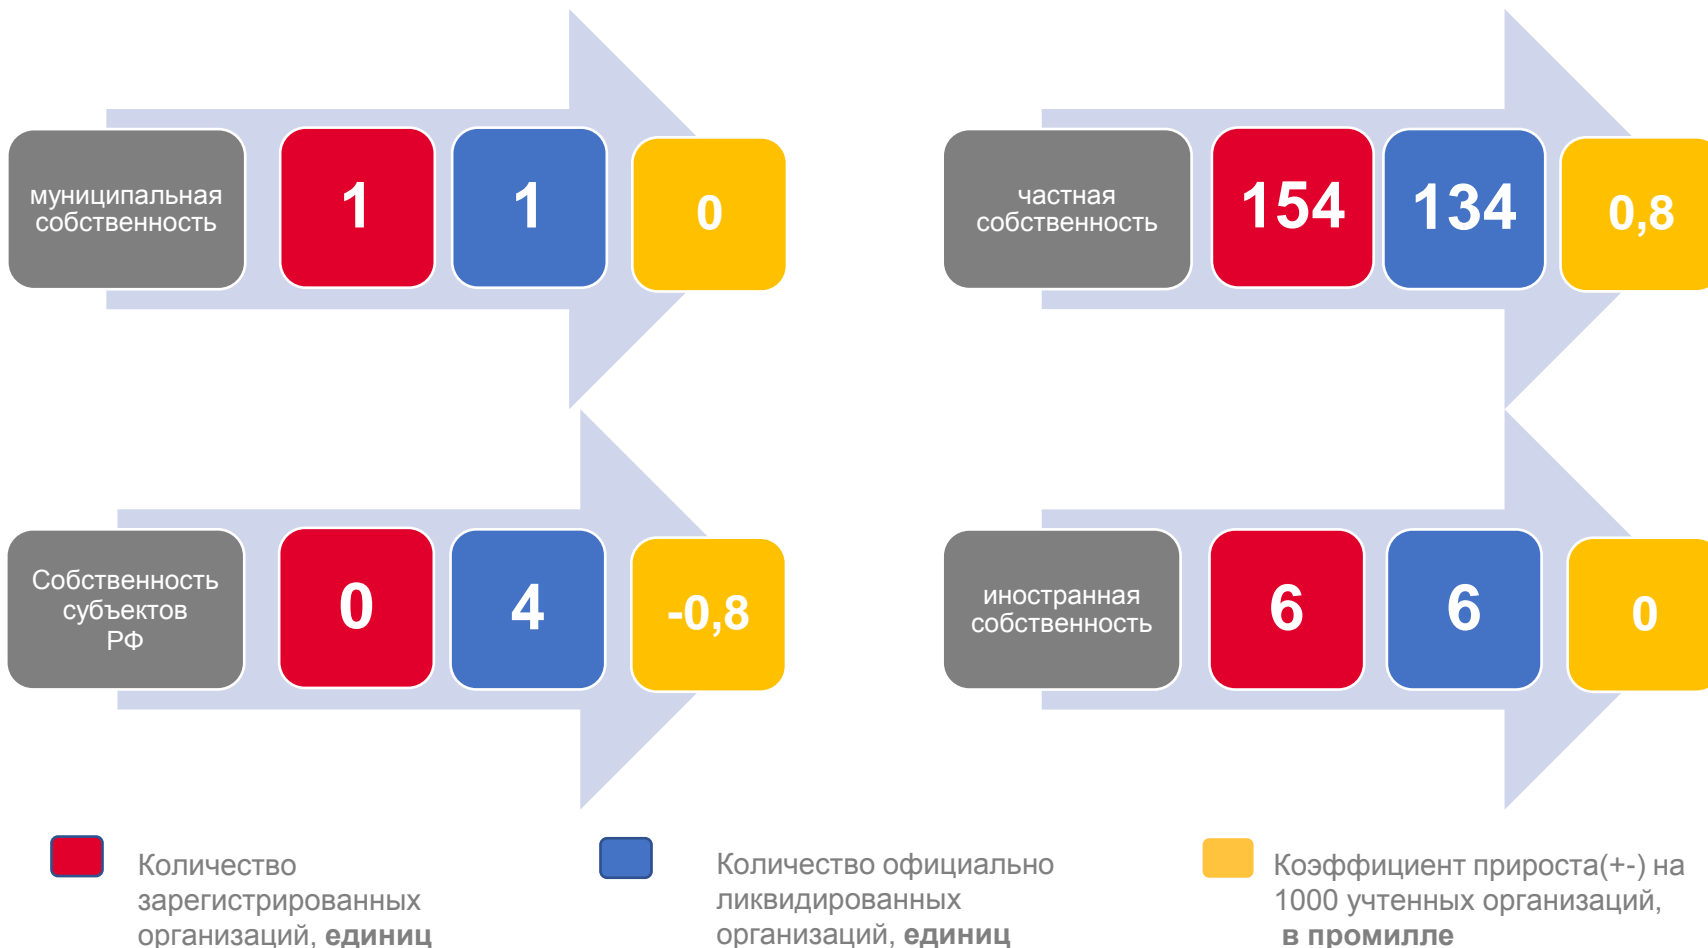 муниципальная
собственность
1
1
0
частная
собственность
154
134
0,8
Собственность
субъектов
РФ
0
4
-0,8
иностранная
собственность
6
6
0
Количество
зарегистрированных
организаций, единиц
Количество официально
ликвидированных
организаций, единиц
Коэффициент прироста(+-) на
1000 учтенных организаций,
в промилле